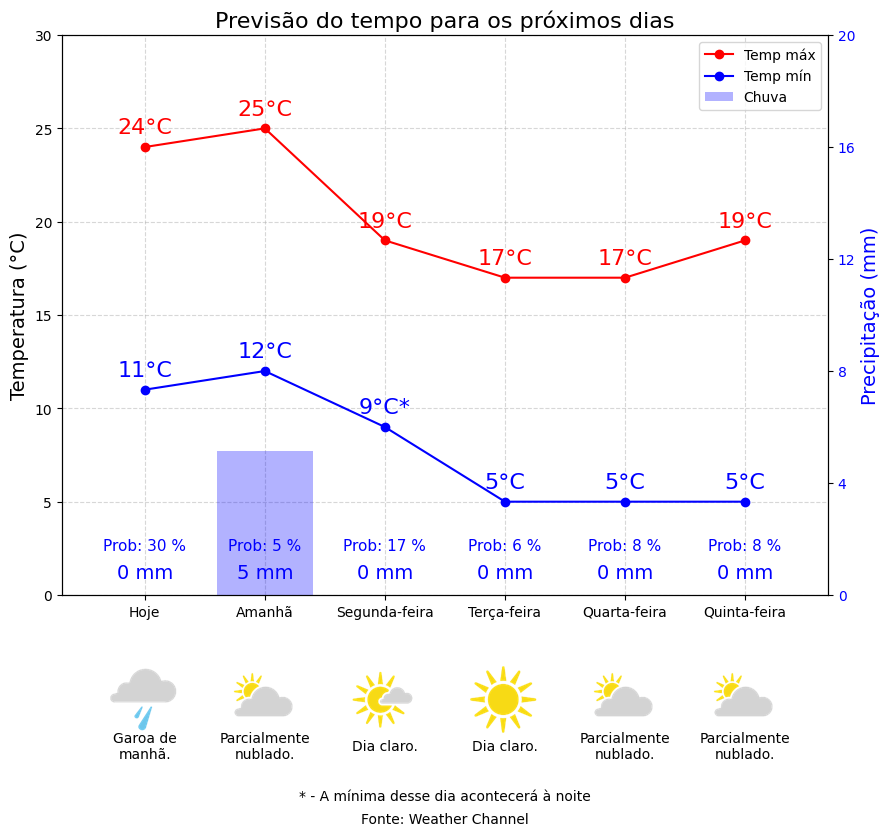 Previsão do tempo para os próximos dias
30
25
20
15
10
5
0
Temperatura (°C)
20
16
12
8
4
0
Precipitação (mm)
Temp máx
Temp mín
Chuva
24°C
25°C
19°C
17°C
17°C
19°C
11°C
12°C
9°C*
5°C
5°C
5°C
Prob: 30 %
Prob: 5 %
Prob: 17 %
Prob: 6 %
Prob: 8 %
Prob: 8 %
0 mm
5 mm
0 mm
0 mm
0 mm
0 mm
Hoje
Amanhã
Segunda-feira
Terça-feira
Quarta-feira
Quinta-feira
Garoa de
manhã.
Parcialmente
nublado.
Dia claro.
Dia claro.
Parcialmente
nublado.
Parcialmente
nublado.
* - A mínima desse dia acontecerá à noite
Fonte: Weather Channel